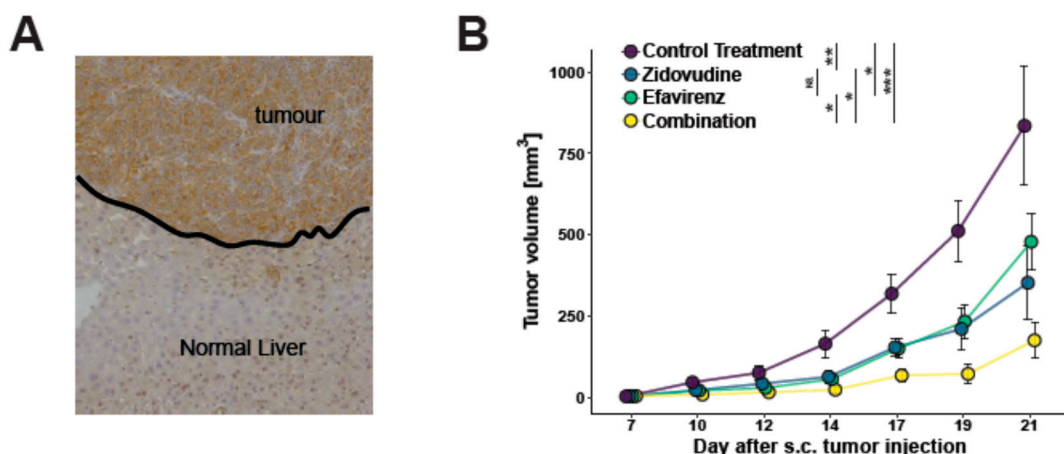 A
tumour
Normal Liver
B
Control Treatment
Zidovudine
Efavirenz
Combination
**
NS.
*
*
*
***
Tumor volume [mm³]
1000
750
500
250
0
7 10 12 14 17 19 21
Day after s.c. tumor injection